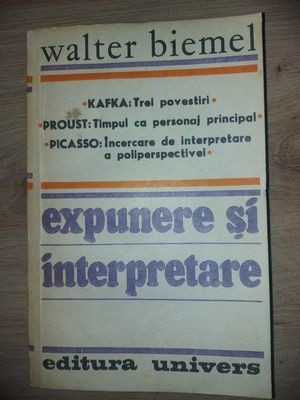 walter biemel
• KAFKA: Trei povestiri •
• PROUST: Timpul ca personaj principal •
• PICASSO: Încercare de interpretare
a poliperspectivei •
expunere și
interpretare
editura univers